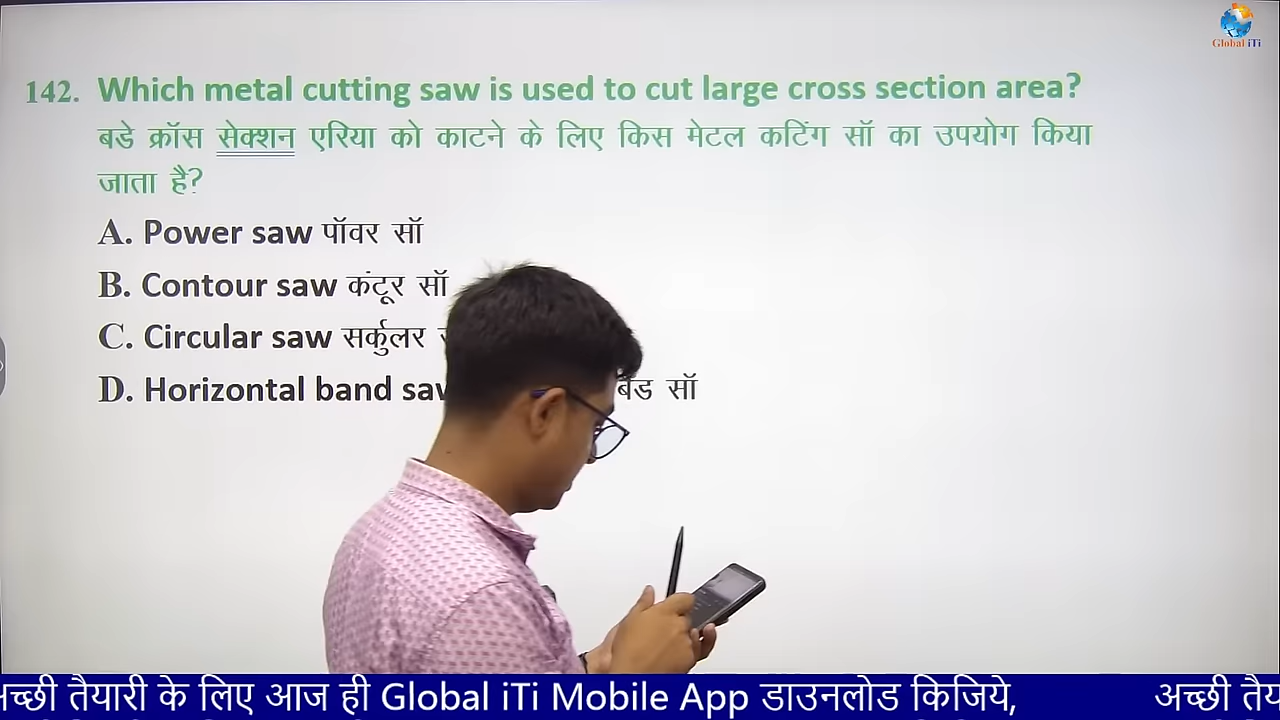 Global iTi
142. Which metal cutting saw is used to cut large cross section area?
बडे क्रॉस सेक्शन एरिया को काटने के लिए किस मेटल कटिंग सॉ का उपयोग किया
जाता है?
A. Power saw पॉवर सॉ
B. Contour saw कंटूर सॉ
C. Circular saw सर्कुलर
D. Horizontal band saw बैंड सॉ
अच्छी तैयारी के लिए आज ही Global iTi Mobile App डाउनलोड किजिये, अच्छी